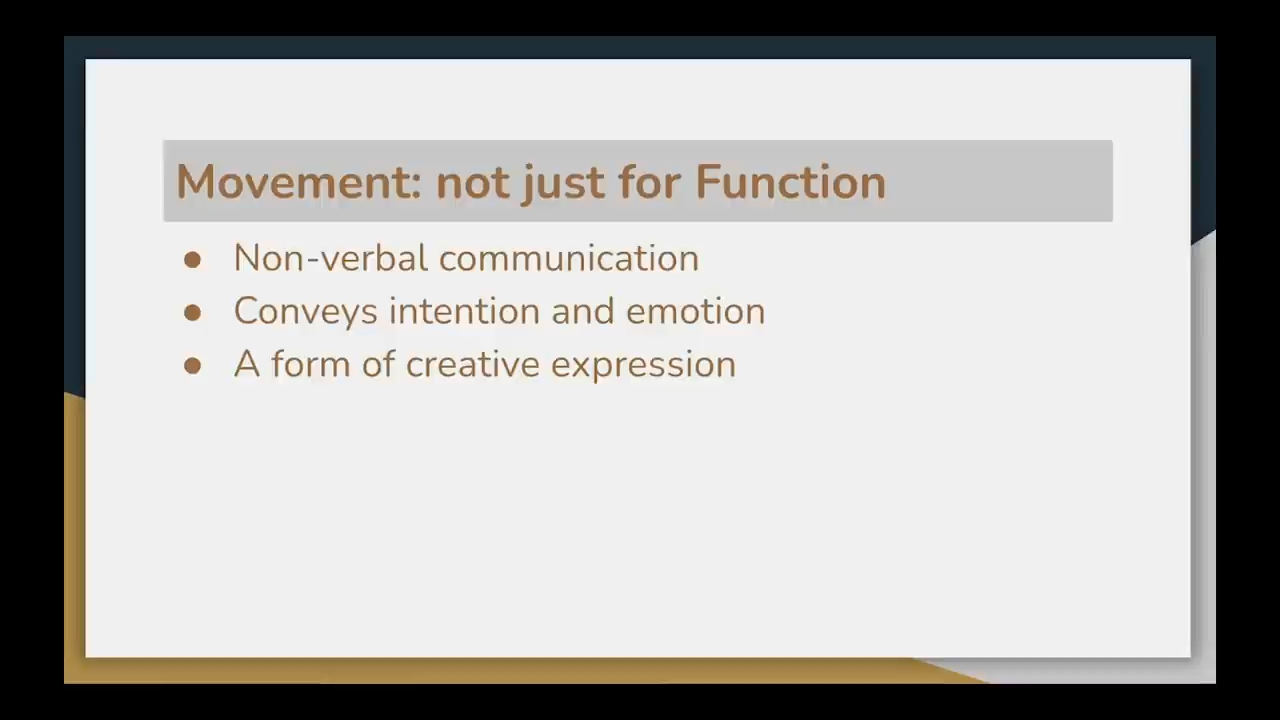 Movement: not just for Function
● Non-verbal communication
● Conveys intention and emotion
● A form of creative expression